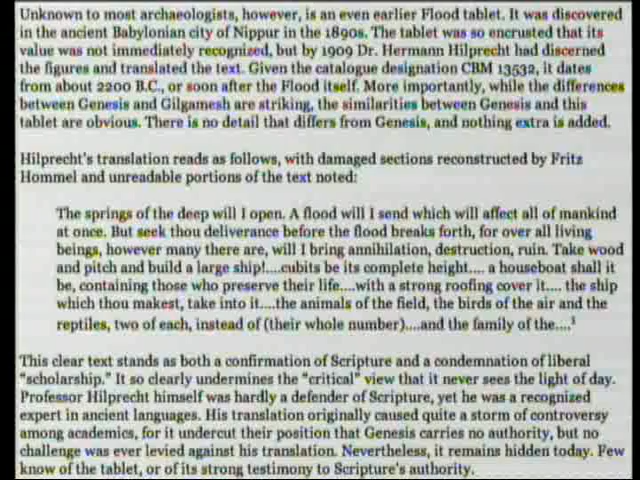 Unknown to most archaeologists, however, is an even earlier Flood tablet. It was discovered
in the ancient Babylonian city of Nippur in the 1890s. The tablet was so encrusted that its
value was not immediately recognized, but by 1909 Dr. Hermann Hilprecht had discerned
the figures and translated the text. Given the catalogue designation CBM 13532, it dates
from about 2200 B.C., or soon after the Flood itself. More importantly, while the differences
between Genesis and Gilgamesh are striking, the similarities between Genesis and this
tablet are obvious. There is no detail that differs from Genesis, and nothing extra is added.
Hilprecht's translation reads as follows, with damaged sections reconstructed by Fritz
Hommel and unreadable portions of the text noted:
The springs of the deep will I open. A flood will I send which will affect all of mankind
at once. But seek thou deliverance before the flood breaks forth, for over all living
beings, however many there are, will I bring annihilation, destruction, ruin. Take wood
and pitch and build a large ship!....cubits be its complete height.... a houseboat shall it
be, containing those who preserve their life....with a strong roofing cover it.... the ship
which thou makest, take into it....the animals of the field, the birds of the air and the
reptiles, two of each, instead of (their whole number)....and the family of the....¹
This clear text stands as both a confirmation of Scripture and a condemnation of liberal
"scholarship." It so clearly undermines the "critical" view that it never sees the light of day.
Professor Hilprecht himself was hardly a defender of Scripture, yet he was a recognized
expert in ancient languages. His translation originally caused quite a storm of controversy
among academics, for it undercut their position that Genesis carries no authority, but no
challenge was ever levied against his translation. Nevertheless, it remains hidden today. Few
know of the tablet, or of its strong testimony to Scripture's authority.